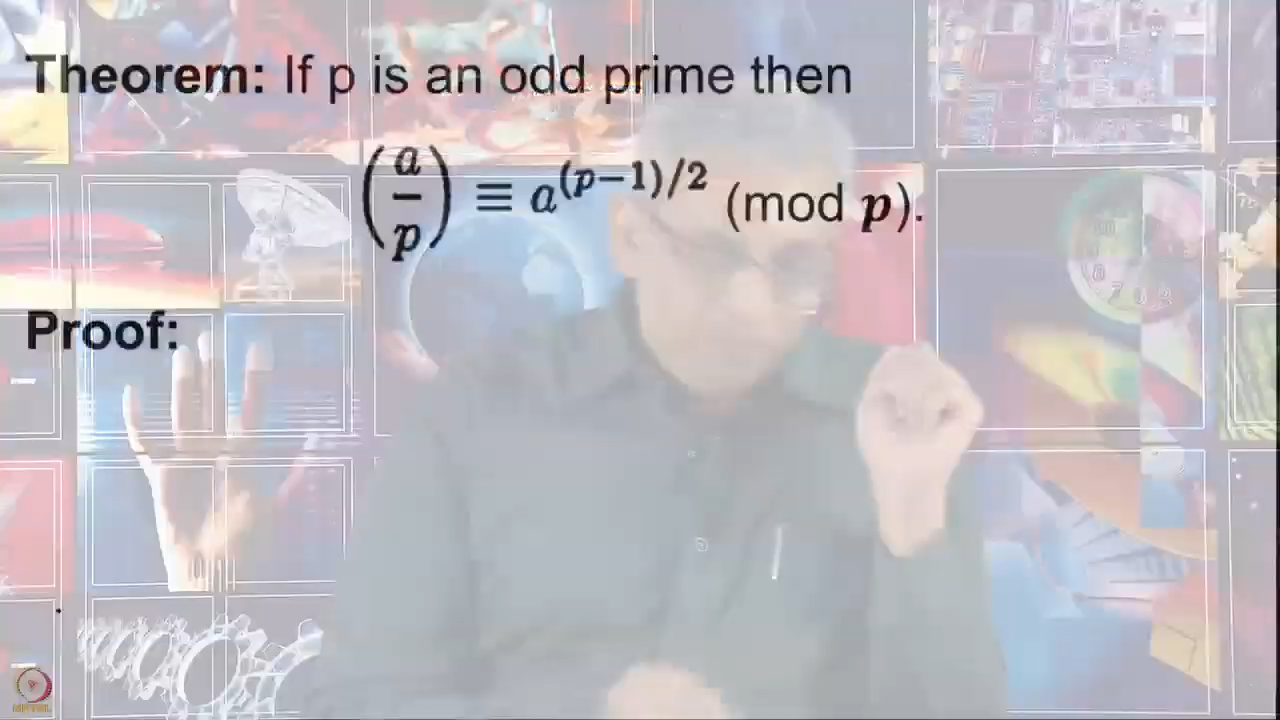 Theorem: If p is an odd prime then
(a/p) ≡ a^{(p−1)/2} (mod p).
Proof: